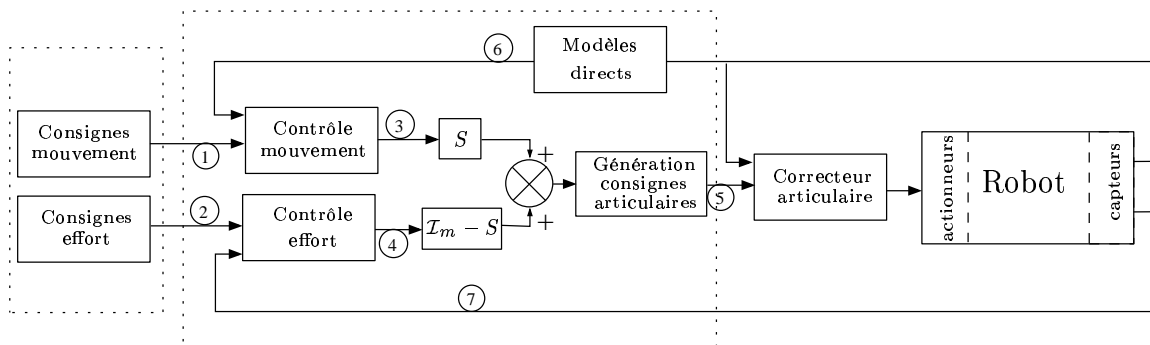 6
Modèles
directs
Consignes
mouvement
1
Contrôle
mouvement
3
S
+
Génération
consignes
articulaires
5
Correcteur
articulaire
actionneurs
Robot
capteurs
Consignes
effort
2
Contrôle
effort
4
ℐm − S
+
7